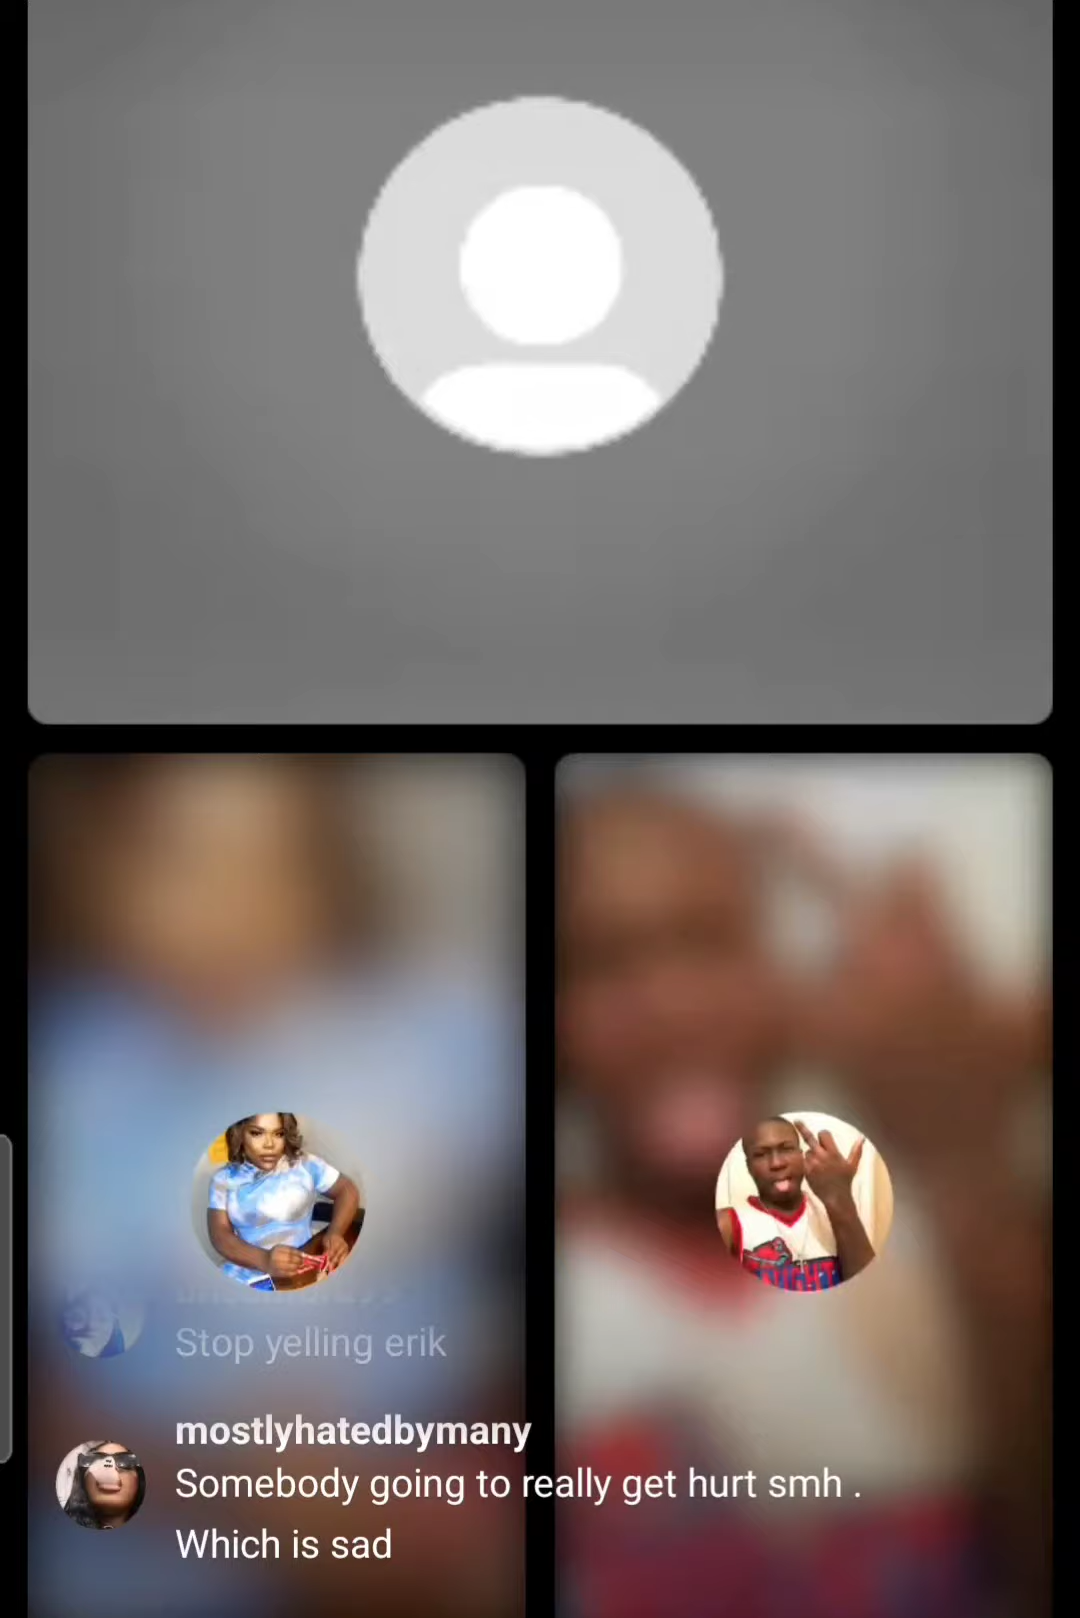 Stop yelling erik
mostlyhatedbymany
Somebody going to really get hurt smh .
Which is sad